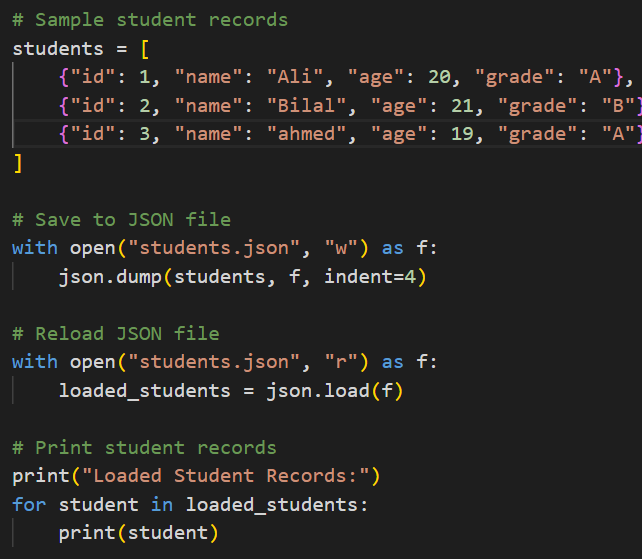 # Sample student records
students = [
    {"id": 1, "name": "Ali", "age": 20, "grade": "A"},
    {"id": 2, "name": "Bilal", "age": 21, "grade": "B"}
    {"id": 3, "name": "ahmed", "age": 19, "grade": "A"}
]

# Save to JSON file
with open("students.json", "w") as f:
    json.dump(students, f, indent=4)

# Reload JSON file
with open("students.json", "r") as f:
    loaded_students = json.load(f)

# Print student records
print("Loaded Student Records:")
for student in loaded_students:
    print(student)